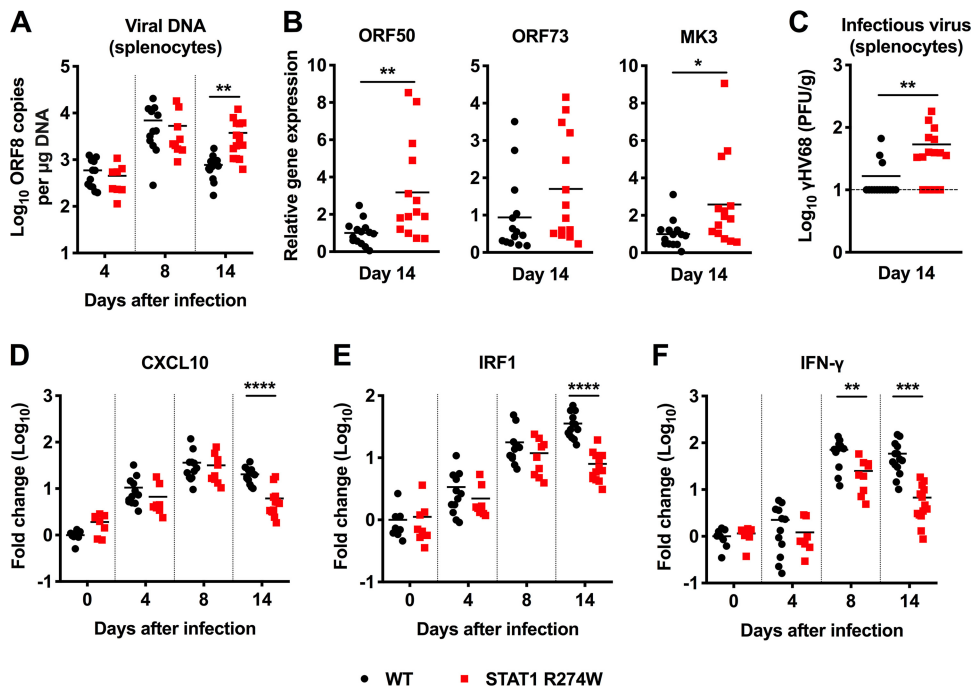 A
Viral DNA
(splenocytes)
Log10 ORF8 copies
per μg DNA
5
4
3
2
1
**
4
8
14
Days after infection
B
ORF50
ORF73
MK3
Relative gene expression
10
8
6
4
2
0
**
Day 14
5
4
3
2
1
0
Day 14
10
8
6
4
2
0
*
Day 14
C
Infectious virus
(splenocytes)
Log10 γHV68 (PFU/g)
3
2
1
0
**
Day 14
D
CXCL10
Fold change (Log10)
3
2
1
0
-1
****
0
4
8
14
Days after infection
E
IRF1
Fold change (Log10)
2
1
0
-1
****
0
4
8
14
Days after infection
F
IFN-γ
Fold change (Log10)
3
2
1
0
-1
**
***
0
4
8
14
Days after infection
WT
STAT1 R274W